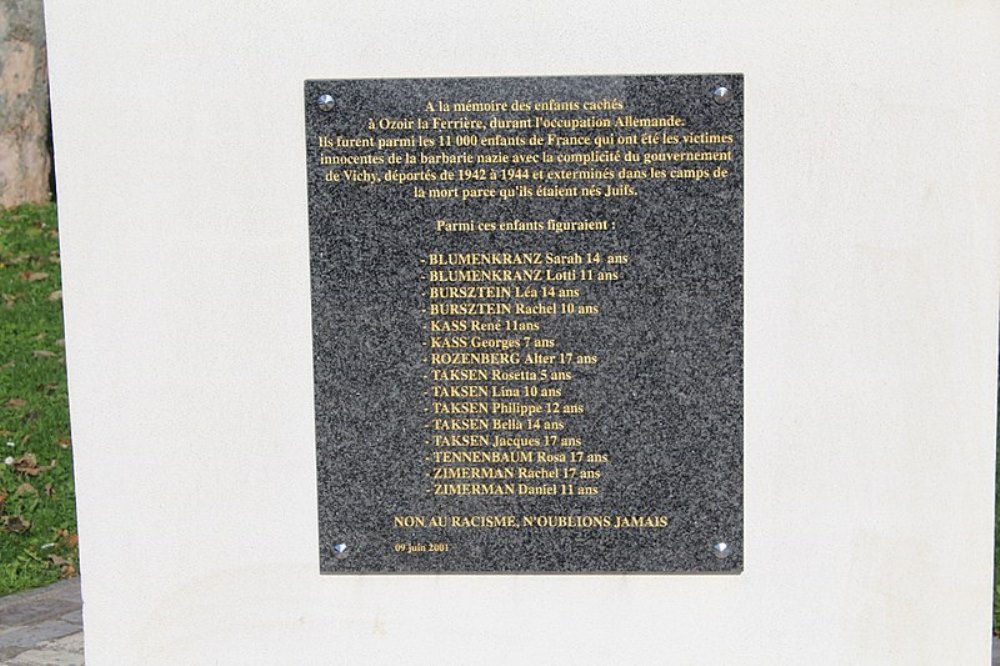 A la mémoire des enfants cachés
à Ozoir la Ferrière, durant l'occupation Allemande.
Ils furent parmi les 11 000 enfants de France qui ont été les victimes
innocentes de la barbarie nazie avec la complicité du gouvernement
de Vichy, déportés de 1942 à 1944 et exterminés dans les camps de
la mort parce qu'ils étaient nés Juifs.
Parmi ces enfants figuraient :
- BLUMENKRANZ Sarah 14 ans
- BLUMENKRANZ Lotti 11 ans
- BURSZTEIN Léa 14 ans
- BURSZTEIN Rachel 10 ans
- KASS René 11ans
- KASS Georges 7 ans
- ROZENBERG Alter 17 ans
- TAKSEN Rosetta 5 ans
- TAKSEN Lina 10 ans
- TAKSEN Philippe 12 ans
- TAKSEN Bella 14 ans
- TAKSEN Jacques 17 ans
- TENNENBAUM Rosa 17 ans
- ZIMERMAN Rachel 17 ans
- ZIMERMAN Daniel 11 ans
NON AU RACISME, N'OUBLIONS JAMAIS
09 juin 2001